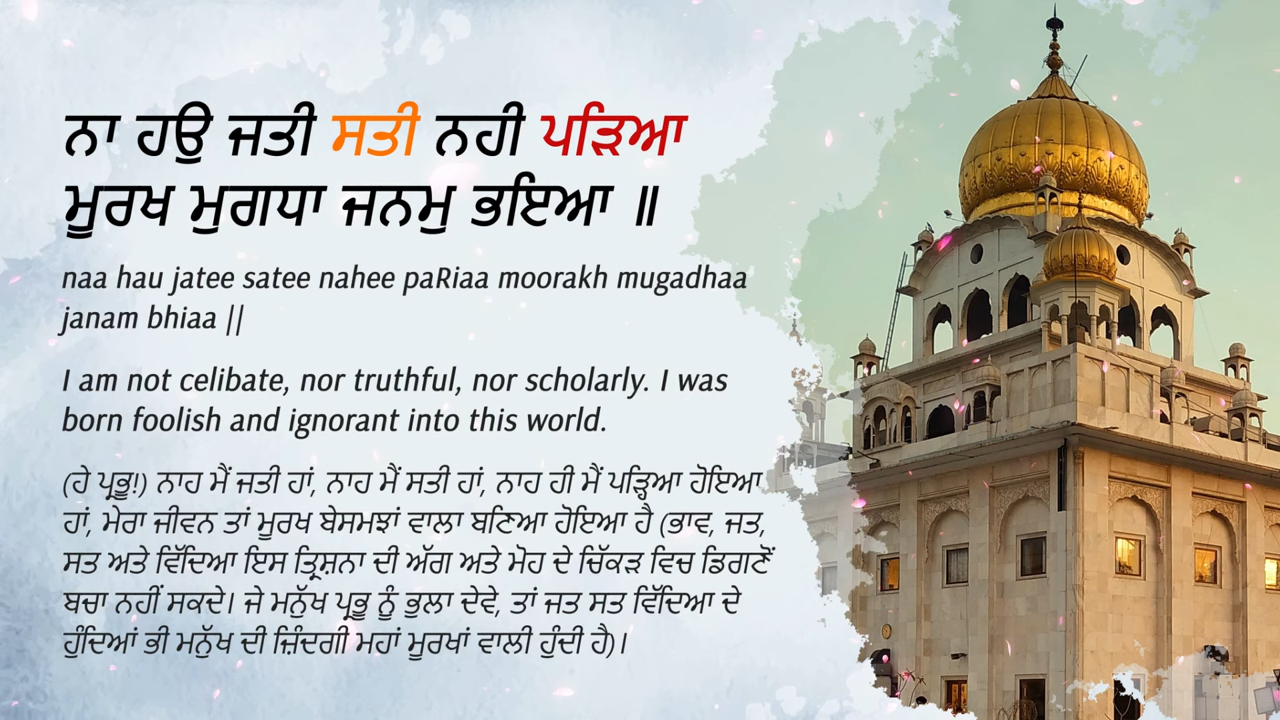 ਨਾ ਹਉ ਜਤੀ ਸਤੀ ਨਹੀ ਪੜਿਆ
ਮੂਰਖ ਮੁਗਧਾ ਜਨਮੁ ਭਇਆ ॥
naa hau jatee satee nahee paRiaa moorakh mugadhaa
janam bhiaa ||
I am not celibate, nor truthful, nor scholarly. I was
born foolish and ignorant into this world.
(ਹੇ ਪ੍ਰਭੂ!) ਨਾਹ ਮੈਂ ਜਤੀ ਹਾਂ, ਨਾਹ ਮੈਂ ਸਤੀ ਹਾਂ, ਨਾਹ ਹੀ ਮੈਂ ਪੜ੍ਹਿਆ ਹੋਇਆ
ਹਾਂ, ਮੇਰਾ ਜੀਵਨ ਤਾਂ ਮੂਰਖ ਬੇਸਮਝਾਂ ਵਾਲਾ ਬਣਿਆ ਹੋਇਆ ਹੈ (ਭਾਵ, ਜਤ,
ਸਤ ਅਤੇ ਵਿੱਦਿਆ ਇਸ ਤ੍ਰਿਸ਼ਨਾ ਦੀ ਅੱਗ ਅਤੇ ਮੋਹ ਦੇ ਚਿੱਕੜ ਵਿਚ ਡਿਗਣੋਂ
ਬਚਾ ਨਹੀਂ ਸਕਦੇ। ਜੇ ਮਨੁੱਖ ਪ੍ਰਭੂ ਨੂੰ ਭੁਲਾ ਦੇਵੇ, ਤਾਂ ਜਤ ਸਤ ਵਿੱਦਿਆ ਦੇ
ਹੁੰਦਿਆਂ ਭੀ ਮਨੁੱਖ ਦੀ ਜ਼ਿੰਦਗੀ ਮਹਾਂ ਮੂਰਖਾਂ ਵਾਲੀ ਹੁੰਦੀ ਹੈ)।